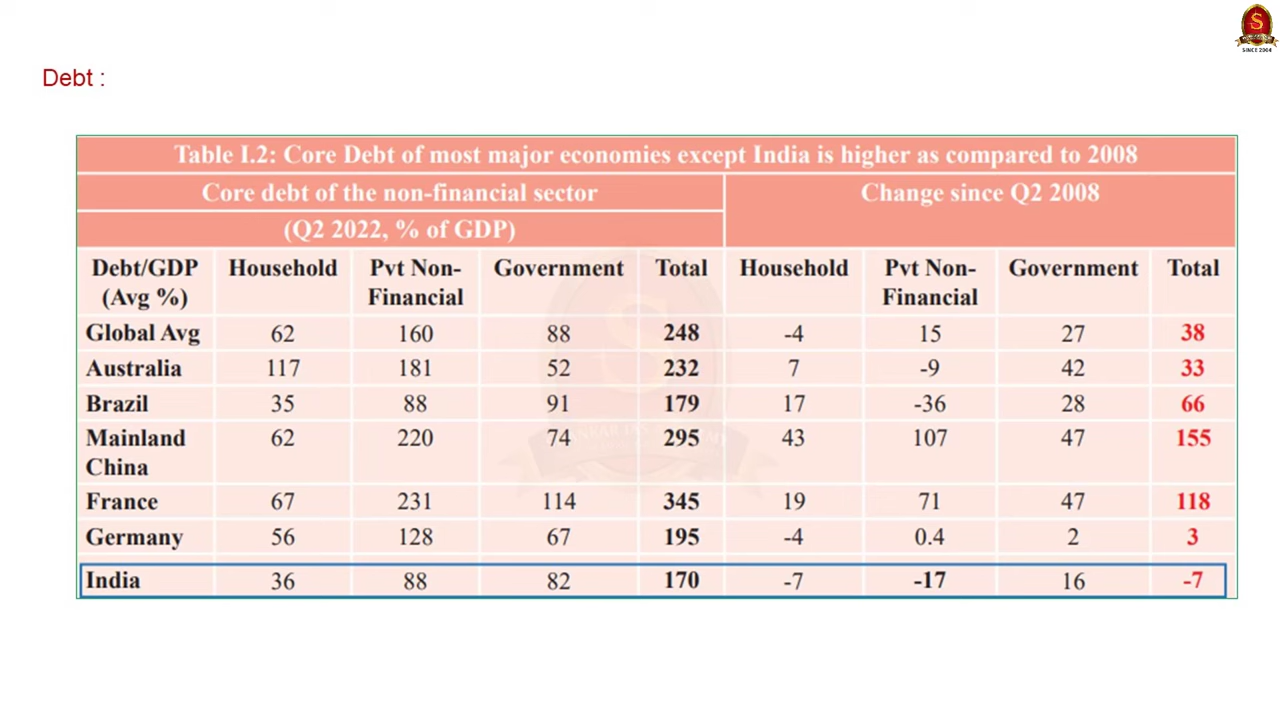 S
SINCE 2004
Debt :
Table I.2: Core Debt of most major economies except India is higher as compared to 2008
Core debt of the non-financial sector Change since Q2 2008
(Q2 2022, % of GDP)
Debt/GDP Household Pvt Non- Government Total Household Pvt Non- Government Total
(Avg %) Financial Financial
Global Avg 62 160 88 248 -4 15 27 38
Australia 117 181 52 232 7 -9 42 33
Brazil 35 88 91 179 17 -36 28 66
Mainland 62 220 74 295 43 107 47 155
China
France 67 231 114 345 19 71 47 118
Germany 56 128 67 195 -4 0.4 2 3
India 36 88 82 170 -7 -17 16 -7